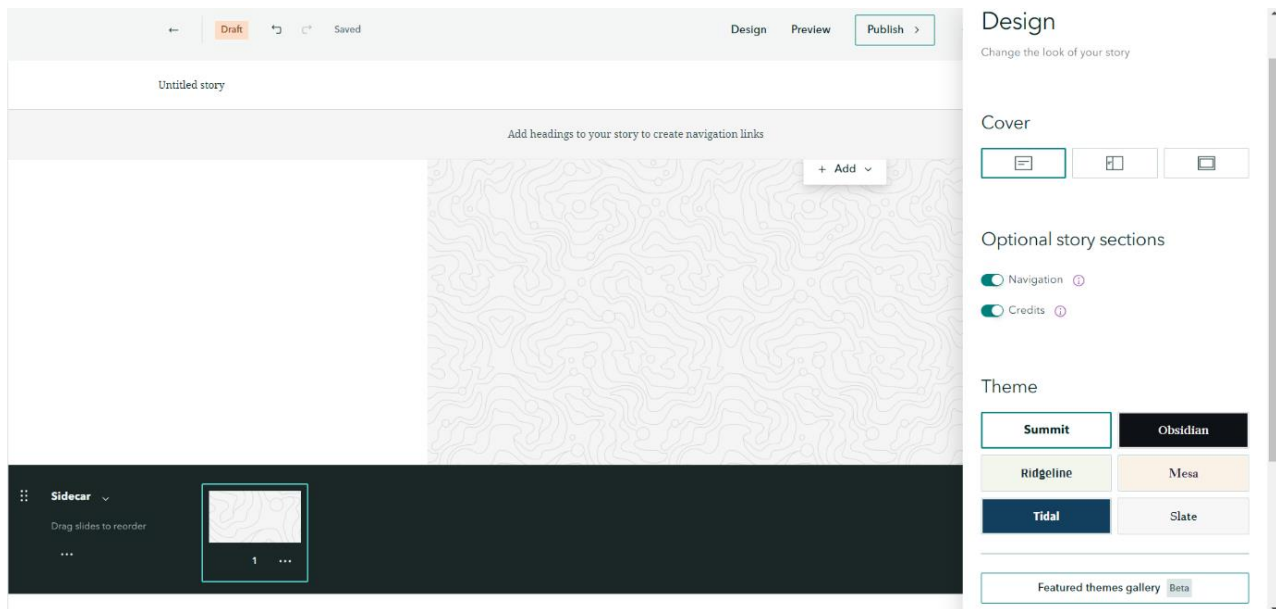 ← Draft Saved Design Preview Publish >
Untitled story
Add headings to your story to create navigation links
+ Add
Sidecar
Drag slides to reorder
...
1 ...
Design
Change the look of your story
Cover
Optional story sections
Navigation
Credits
Theme
Summit Obsidian
Ridgeline Mesa
Tidal Slate
Featured themes gallery Beta